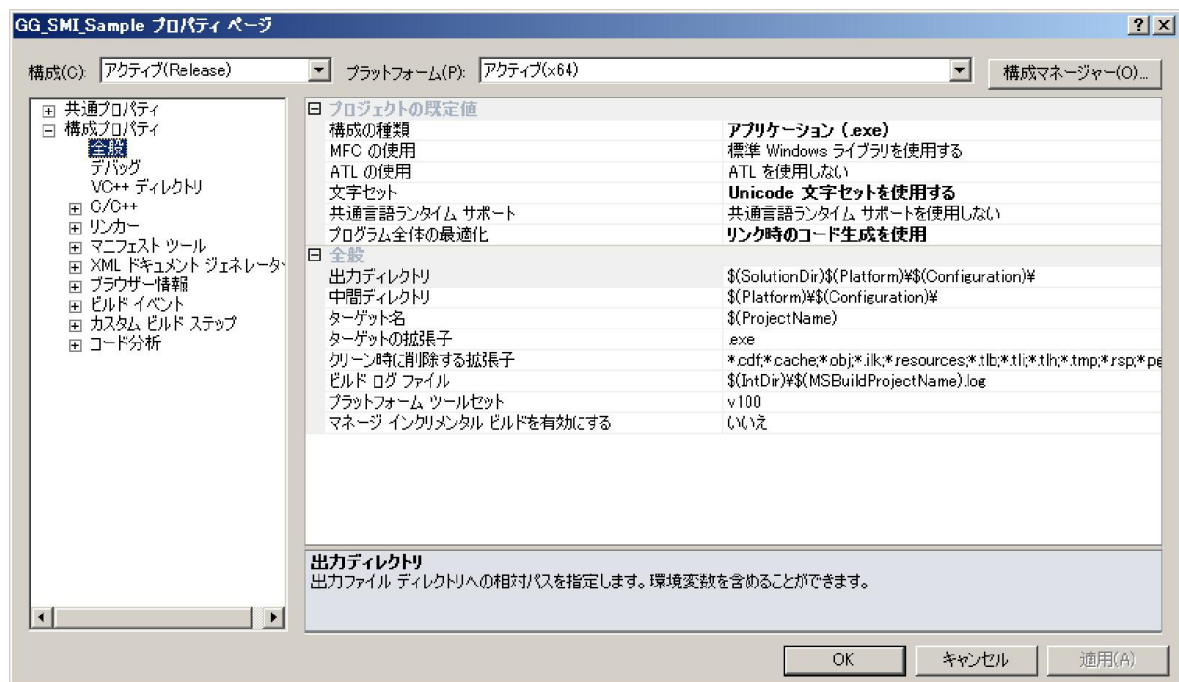 GG_SMI_Sample プロパティ ページ
構成(C): アクティブ(Release) プラットフォーム(P): アクティブ(x64) 構成マネージャー(O)...
共通プロパティ
構成プロパティ
全般
デバッグ
VC++ ディレクトリ
C/C++
リンカー
マニフェスト ツール
XML ドキュメント ジェネレータ
ブラウザー情報
ビルド イベント
カスタム ビルド ステップ
コード分析
プロジェクトの既定値
構成の種類 アプリケーション (.exe)
MFC の使用 標準 Windows ライブラリを使用する
ATL の使用 ATL を使用しない
文字セット Unicode 文字セットを使用する
共通言語ランタイム サポート 共通言語ランタイム サポートを使用しない
プログラム全体の最適化 リンク時のコード生成を使用
全般
出力ディレクトリ $(SolutionDir)$(Platform)¥$(Configuration)¥
中間ディレクトリ $(Platform)¥$(Configuration)¥
ターゲット名 $(ProjectName)
ターゲットの拡張子 .exe
クリーン時に削除する拡張子 *.cdf;*.cache;*.obj;*.ilk;*.resources;*.tlb;*.tli;*.tlh;*.tmp;*.rsp;*.pe
ビルド ログ ファイル $(IntDir)¥$(MSBuildProjectName).log
プラットフォーム ツールセット v100
マネージ インクリメンタル ビルドを有効にする いいえ
出力ディレクトリ
出力ファイル ディレクトリへの相対パスを指定します。環境変数を含めることができます。
OK キャンセル 適用(A)